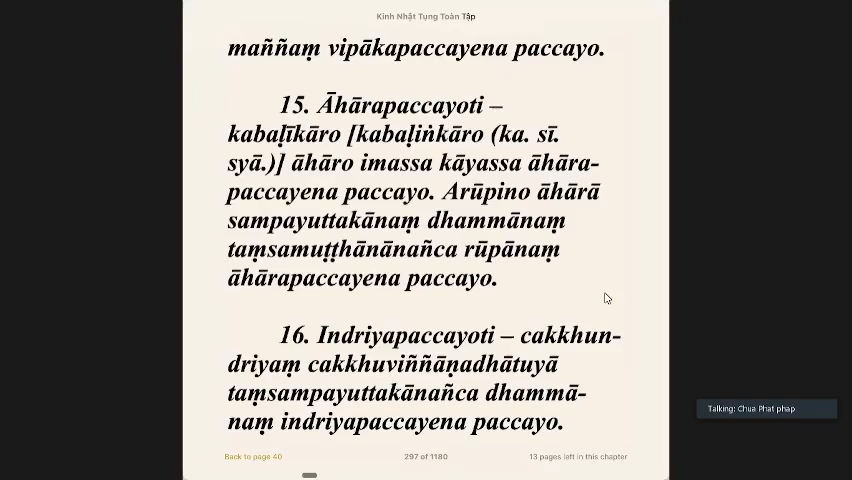 Kinh Nhật Tụng Toàn Tập
maññaṃ vipākapaccayena paccayo.
15. Āhārapaccayoti –
kabaḷīkāro [kabaḷiṅkāro (ka. sī.
syā.)] āhāro imassa kāyassa āhāra-
paccayena paccayo. Arūpino āhārā
sampayuttakānaṃ dhammānaṃ
taṃsamuṭṭhānānañca rūpānaṃ
āhārapaccayena paccayo.
16. Indriyapaccayoti – cakkhun-
driyaṃ cakkhuviññāṇadhātuyā
taṃsampayuttakānañca dhammā-
naṃ indriyapaccayena paccayo.
Talking: Chua Phat phap
Back to page 40
297 of 1180
13 pages left in this chapter